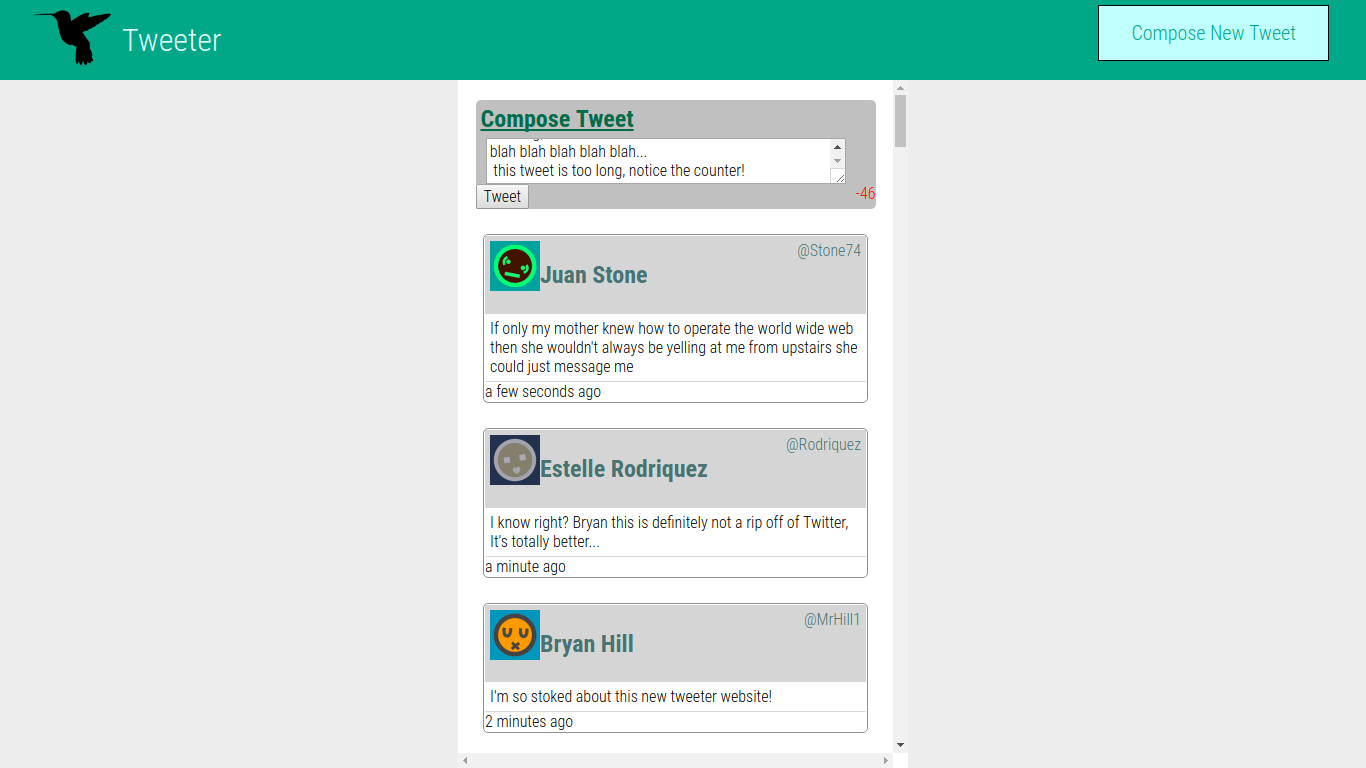 Tweeter
Compose New Tweet
Compose Tweet
blah blah blah blah blah...
this tweet is too long, notice the counter!
Tweet
-46
@Stone74
Juan Stone
If only my mother knew how to operate the world wide web
then she wouldn't always be yelling at me from upstairs she
could just message me
a few seconds ago
@Rodriquez
Estelle Rodriquez
I know right? Bryan this is definitely not a rip off of Twitter,
It's totally better...
a minute ago
@MrHill1
Bryan Hill
I'm so stoked about this new tweeter website!
2 minutes ago